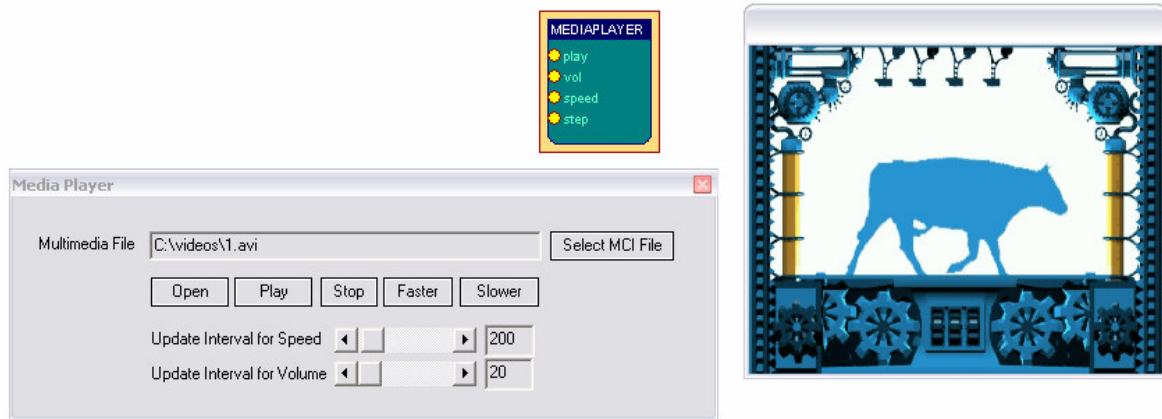 MEDIAPLAYER
play
vol
speed
step
Media Player
Multimedia File C:\videos\1.avi Select MCI File
Open Play Stop Faster Slower
Update Interval for Speed 200
Update Interval for Volume 20